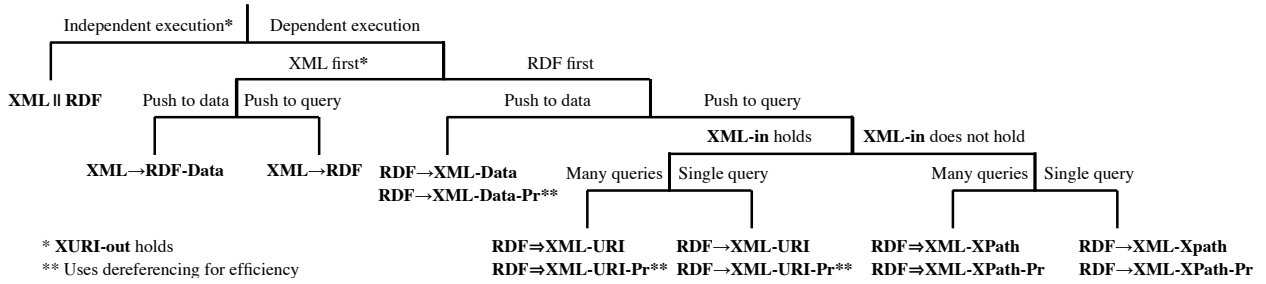 Independent execution* Dependent execution
XML first* RDF first
XML || RDF Push to data Push to query Push to data Push to query
XML-in holds XML-in does not hold
XML→RDF-Data XML→RDF RDF→XML-Data Many queries Single query Many queries Single query
RDF→XML-Data-Pr**
* XURI-out holds RDF⇒XML-URI RDF→XML-URI RDF⇒XML-XPath RDF→XML-Xpath
** Uses dereferencing for efficiency RDF⇒XML-URI-Pr** RDF→XML-URI-Pr** RDF⇒XML-XPath-Pr RDF→XML-XPath-Pr